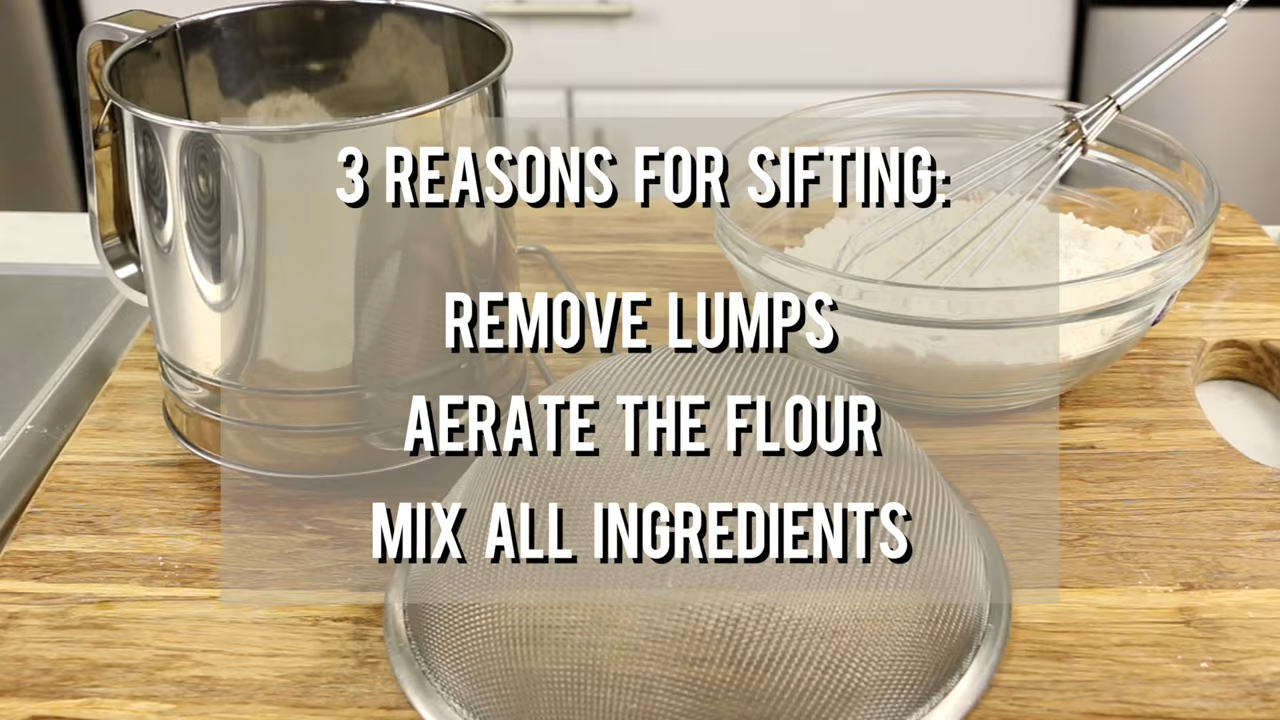 3 REASONS FOR SIFTING:
REMOVE LUMPS
AERATE THE FLOUR
MIX ALL INGREDIENTS